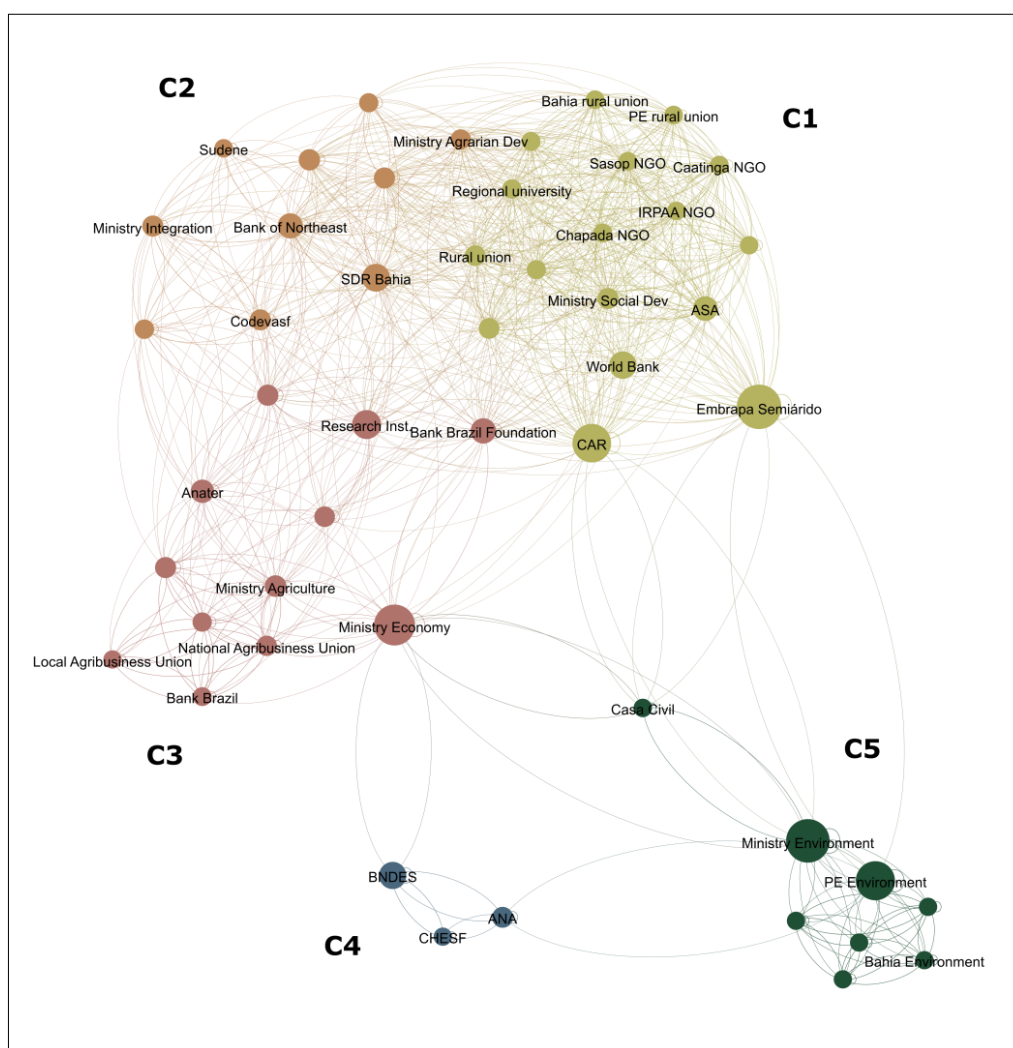 C2
C1
Bahia rural union
PE rural union
Ministry Agrarian Dev
Sudene
Sasop NGO
Caatinga NGO
Regional university
IRPAA NGO
Ministry Integration
Bank of Northeast
Chapada NGO
Rural union
SDR Bahia
Ministry Social Dev
ASA
Codevasf
World Bank
Embrapa Semiárido
Research Inst
Bank Brazil Foundation
CAR
Anater
Ministry Agriculture
Ministry Economy
National Agribusiness Union
Local Agribusiness Union
Bank Brazil
Casa Civil
C3
C5
Ministry Environment
BNDES
PE Environment
ANA
CHESF
C4
Bahia Environment